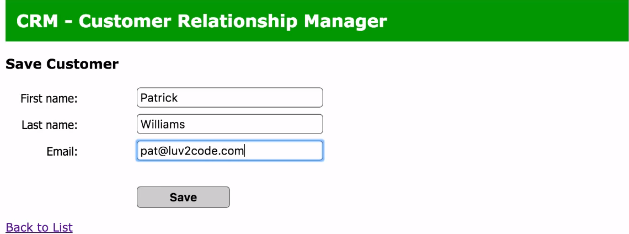 CRM - Customer Relationship Manager
Save Customer
First name: Patrick
Last name: Williams
Email: pat@luv2code.com
Save
Back to List